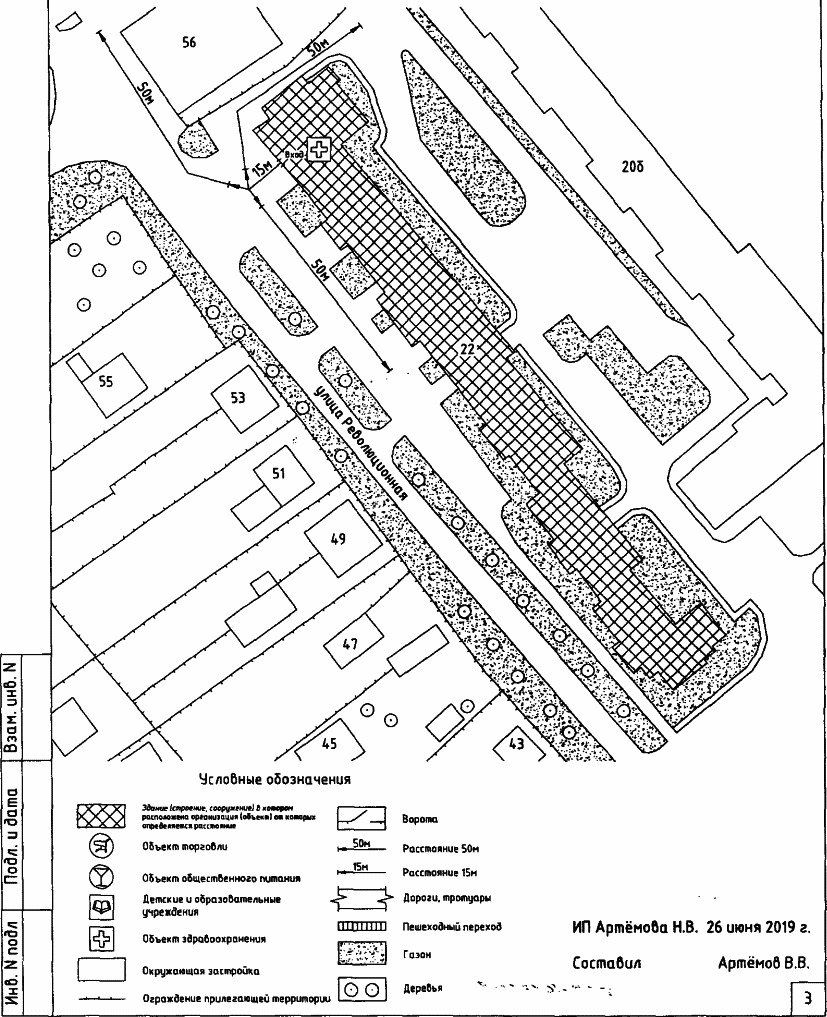 56
50м
50м
20б
Вход
15м
50м
22
55
53
улица Революционная
51
49
47
45
43
Взам. инв. N
Подл. и дата
Инв. N подл
Условные обозначения
Здание (строение, сооружение) в котором
расположена организация (объект) от которых
определяется расстояние
Объект торговли
Объект общественного питания
Детские и образовательные
учреждения
Объект здравоохранения
Окружающая застройка
Ограждение прилегающей территории
Ворота
50м
Расстояние 50м
15м
Расстояние 15м
Дороги, тротуары
Пешеходный переход
Газон
Деревья
ИП Артёмова Н.В. 26 июня 2019 г.
Составил Артёмов В.В.
3